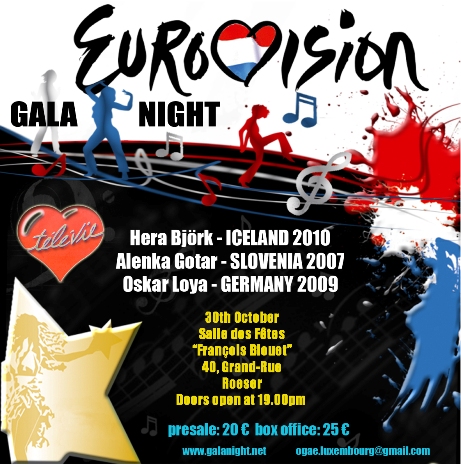 EUROVISION
GALA NIGHT
télévie
Hera Björk - ICELAND 2010
Alenka Gotar - SLOVENIA 2007
Oskar Loya - GERMANY 2009
30th October
Salle des Fêtes
"François Blouet"
40, Grand-Rue
Roeser
Doors open at 19.00pm
presale: 20 € box office: 25 €
www.galanight.net ogae.luxembourg@gmail.com